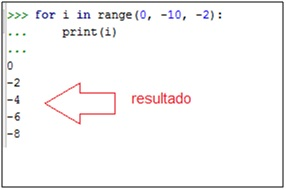 >>> for i in range(0, -10, -2):
...     print(i)
...
0
-2
-4
-6
-8
resultado